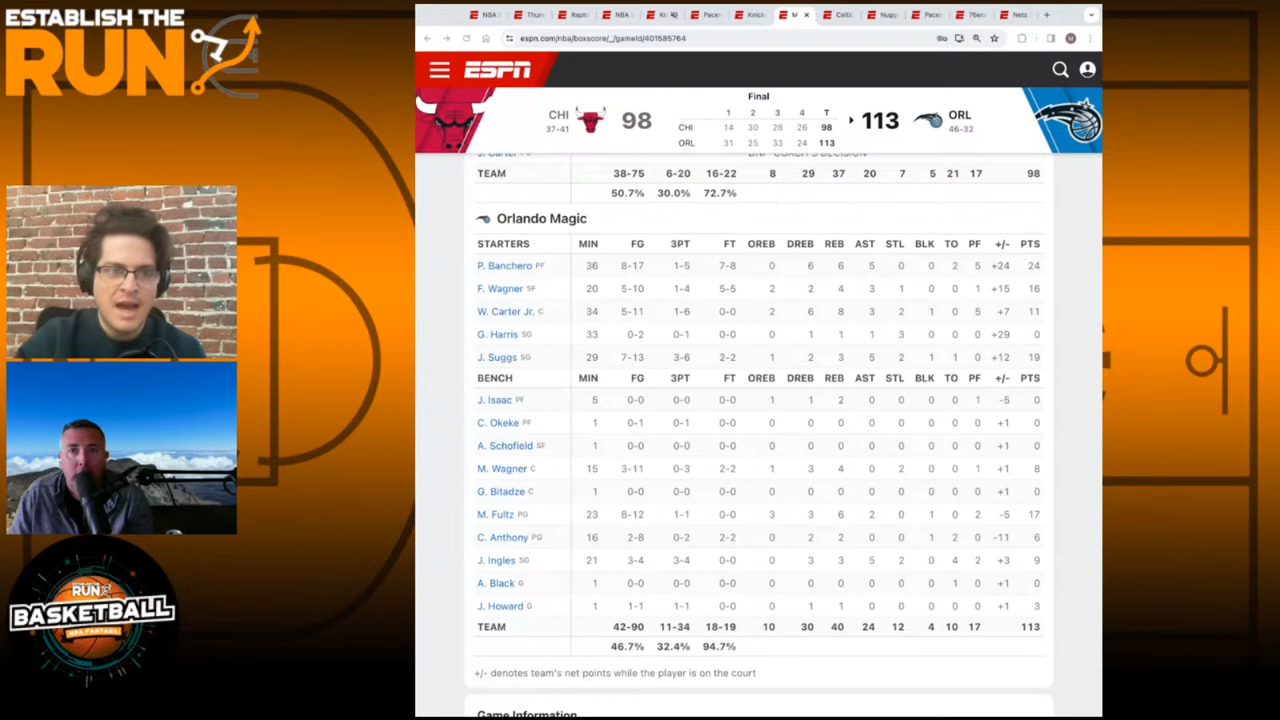 ESTABLISH THE
RUN
NBA
Thun
Rapto
NBA
Kn
Pacer
Knick
M
Celti
Nugg
Pacer
76ers
Nets
espn.com/nba/boxscore/_/gameId/401585764
ESPN
Final
CHI 98 113 ORL
37-41 46-32
1 2 3 4 T
CHI 14 30 28 26 98
ORL 31 25 33 24 113
TEAM 38-75 6-20 16-22 8 29 37 20 7 5 21 17 98
50.7% 30.0% 72.7%
Orlando Magic
STARTERS MIN FG 3PT FT OREB DREB REB AST STL BLK TO PF +/- PTS
P. Banchero PF 36 8-17 1-5 7-8 0 6 6 5 0 0 2 5 +24 24
F. Wagner SF 20 5-10 1-4 5-5 2 2 4 3 1 0 0 1 +15 16
W. Carter Jr. C 34 5-11 1-6 0-0 2 6 8 3 2 1 0 5 +7 11
G. Harris SG 33 0-2 0-1 0-0 0 1 1 1 3 0 0 0 +29 0
J. Suggs SG 29 7-13 3-6 2-2 1 2 3 5 2 1 1 0 +12 19
BENCH MIN FG 3PT FT OREB DREB REB AST STL BLK TO PF +/- PTS
J. Isaac PF 5 0-0 0-0 0-0 1 1 2 0 0 0 0 1 -5 0
C. Okeke PF 1 0-1 0-1 0-0 0 0 0 0 0 0 0 0 +1 0
A. Schofield SF 1 0-0 0-0 0-0 0 0 0 0 0 0 0 0 +1 0
M. Wagner C 15 3-11 0-3 2-2 1 3 4 0 2 0 0 1 +1 8
G. Bitadze C 1 0-0 0-0 0-0 0 0 0 0 0 0 0 0 +1 0
M. Fultz PG 23 8-12 1-1 0-0 3 3 6 2 0 1 0 2 -5 17
C. Anthony PG 16 2-8 0-2 2-2 0 2 2 0 0 1 2 0 -11 6
J. Ingles SG 21 3-4 3-4 0-0 0 3 3 5 2 0 4 2 +3 9
A. Black G 1 0-0 0-0 0-0 0 0 0 0 0 0 1 0 +1 0
J. Howard G 1 1-1 1-1 0-0 0 1 1 0 0 0 0 0 +1 3
TEAM 42-90 11-34 18-19 10 30 40 24 12 4 10 17 113
46.7% 32.4% 94.7%
+/- denotes team's net points while the player is on the court
Game Information
ESTABLISH THE
RUN
BASKETBALL
NBA FANTASY